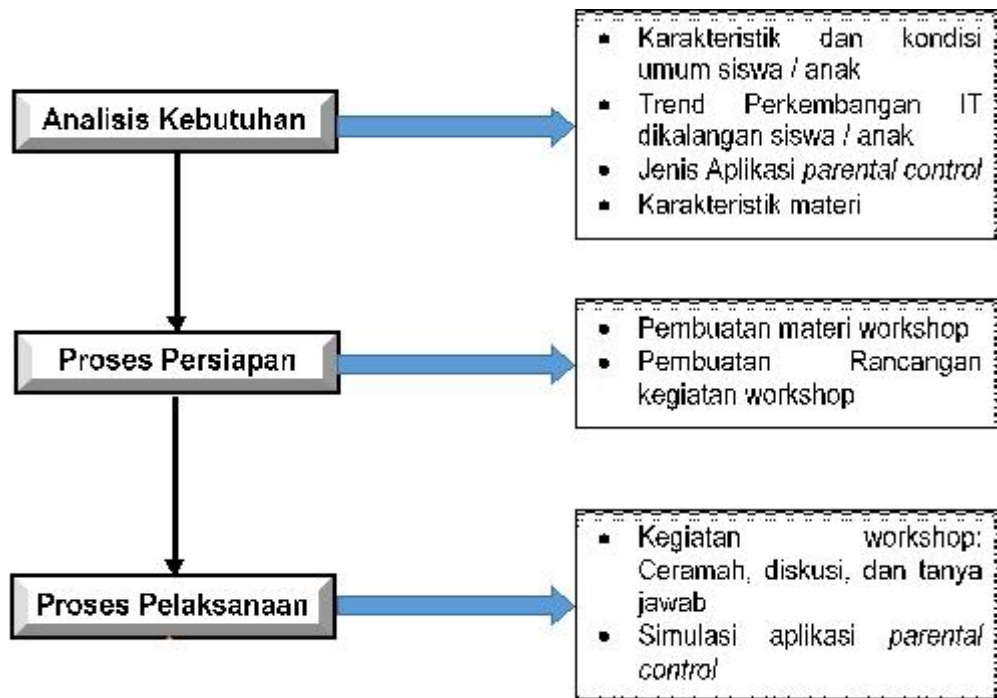 Analisis Kebutuhan
• Karakteristik dan kondisi
umum siswa / anak
• Trend Perkembangan IT
dikalangan siswa / anak
• Jenis Aplikasi parental control
• Karakteristik materi
Proses Persiapan
• Pembuatan materi workshop
• Pembuatan Rancangan
kegiatan workshop
Proses Pelaksanaan
• Kegiatan workshop:
Ceramah, diskusi, dan tanya
jawab
• Simulasi aplikasi parental
control